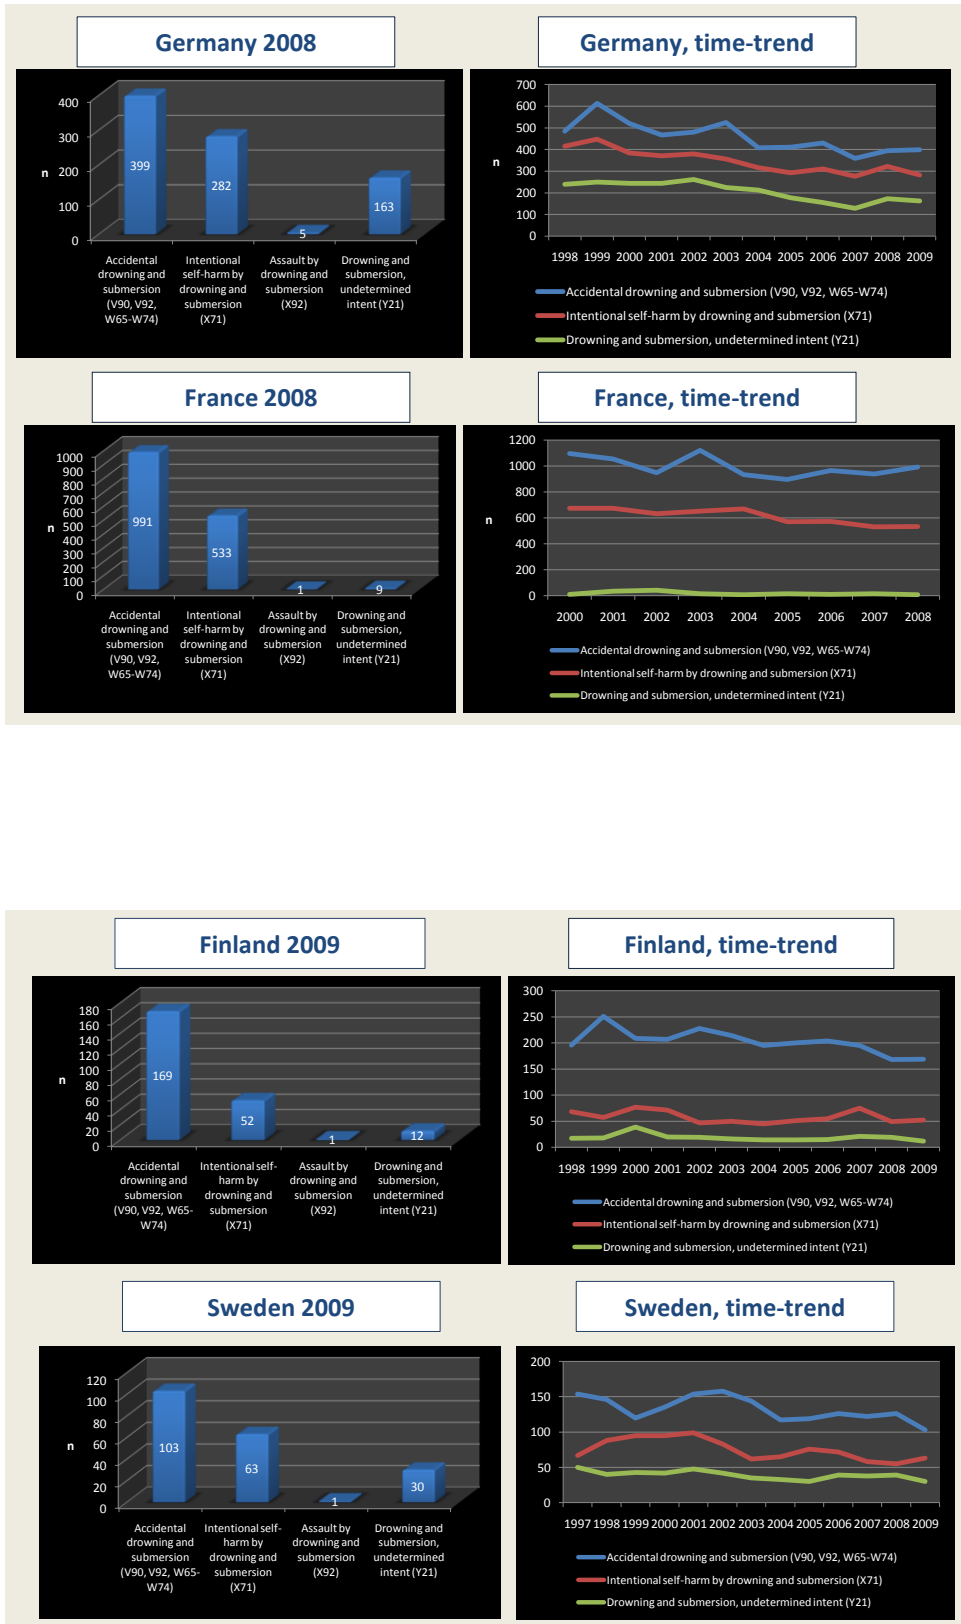 Germany 2008
400
300
n 200
100
0
399
282
5
163
Accidental
drowning and
submersion
(V90, V92,
W65-W74)
Intentional
self-harm by
drowning and
submersion
(X71)
Assault by
drowning and
submersion
(X92)
Drowning and
submersion,
undetermined
intent (Y21)
Germany, time-trend
700
600
500
400
n
300
200
100
0
1998 1999 2000 2001 2002 2003 2004 2005 2006 2007 2008 2009
Accidental drowning and submersion (V90, V92, W65-W74)
Intentional self-harm by drowning and submersion (X71)
Drowning and submersion, undetermined intent (Y21)
France 2008
1000
900
800
700
600
n 500
400
300
200
100
0
991
533
1
9
Accidental
drowning and
submersion
(V90, V92,
W65-W74)
Intentional
self-harm by
drowning and
submersion
(X71)
Assault by
drowning and
submersion
(X92)
Drowning and
submersion,
undetermined
intent (Y21)
France, time-trend
1200
1000
800
n 600
400
200
0
2000 2001 2002 2003 2004 2005 2006 2007 2008
Accidental drowning and submersion (V90, V92, W65-W74)
Intentional self-harm by drowning and submersion (X71)
Drowning and submersion, undetermined intent (Y21)
Finland 2009
180
160
140
120
100
n
80
60
40
20
0
169
52
1
12
Accidental
drowning and
submersion
(V90, V92, W65-
W74)
Intentional self-
harm by
drowning and
submersion
(X71)
Assault by
drowning and
submersion
(X92)
Drowning and
submersion,
undetermined
intent (Y21)
Finland, time-trend
300
250
200
150
100
50
0
1998 1999 2000 2001 2002 2003 2004 2005 2006 2007 2008 2009
Accidental drowning and submersion (V90, V92, W65-W74)
Intentional self-harm by drowning and submersion (X71)
Drowning and submersion, undetermined intent (Y21)
Sweden 2009
120
100
80
n
60
40
20
0
103
63
1
30
Accidental
drowning and
submersion
(V90, V92, W65-
W74)
Intentional self-
harm by
drowning and
submersion
(X71)
Assault by
drowning and
submersion
(X92)
Drowning and
submersion,
undetermined
intent (Y21)
Sweden, time-trend
200
150
100
50
0
1997 1998 1999 2000 2001 2002 2003 2004 2005 2006 2007 2008 2009
Accidental drowning and submersion (V90, V92, W65-W74)
Intentional self-harm by drowning and submersion (X71)
Drowning and submersion, undetermined intent (Y21)